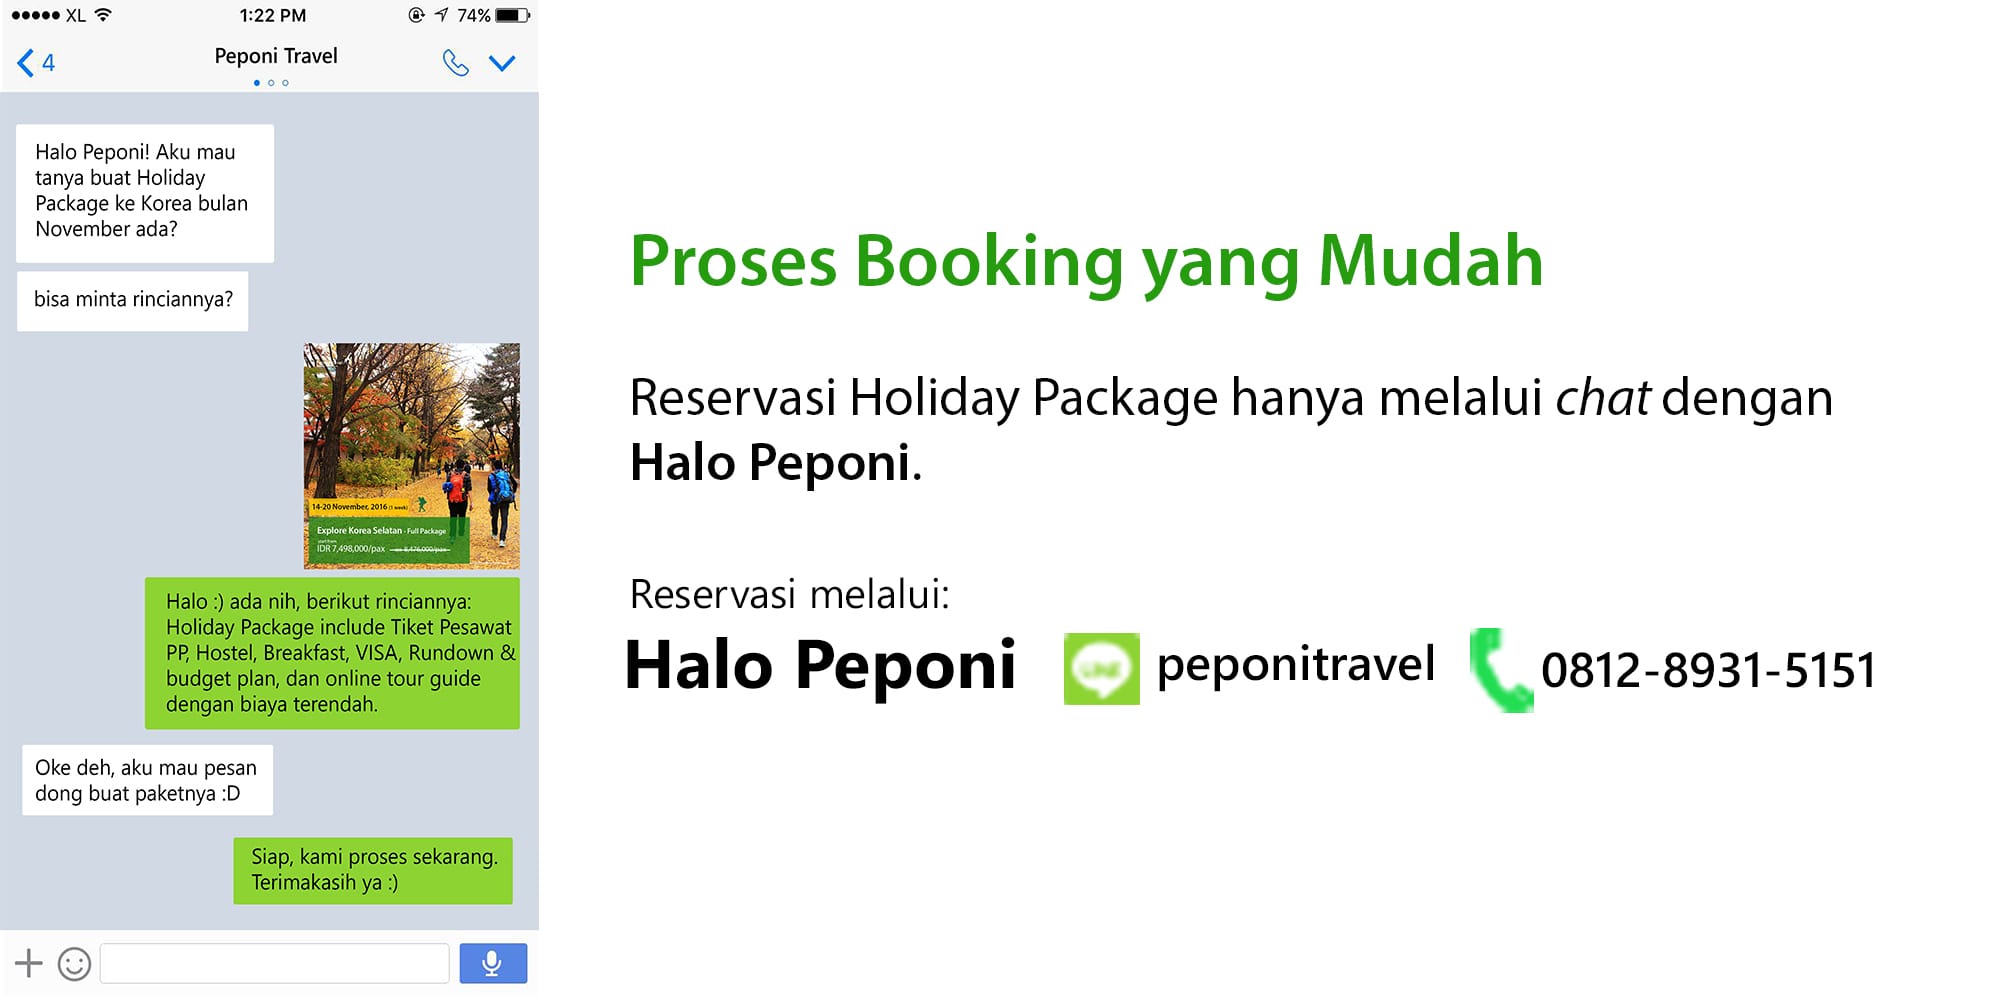 XL 1:22 PM 74%
4 Peponi Travel
Halo Peponi! Aku mau
tanya buat Holiday
Package ke Korea bulan
November ada?
bisa minta rinciannya?
14-20 November, 2016 (1 week)
Explore Korea Selatan - Full Package
start from
IDR 7,498,000/pax
Halo :) ada nih, berikut rinciannya:
Holiday Package include Tiket Pesawat
PP, Hostel, Breakfast, VISA, Rundown &
budget plan, dan online tour guide
dengan biaya terendah.
Oke deh, aku mau pesan
dong buat paketnya :D
Siap, kami proses sekarang.
Terimakasih ya :)
Proses Booking yang Mudah
Reservasi Holiday Package hanya melalui chat dengan
Halo Peponi.
Reservasi melalui:
Halo Peponi LINE peponitravel 0812-8931-5151